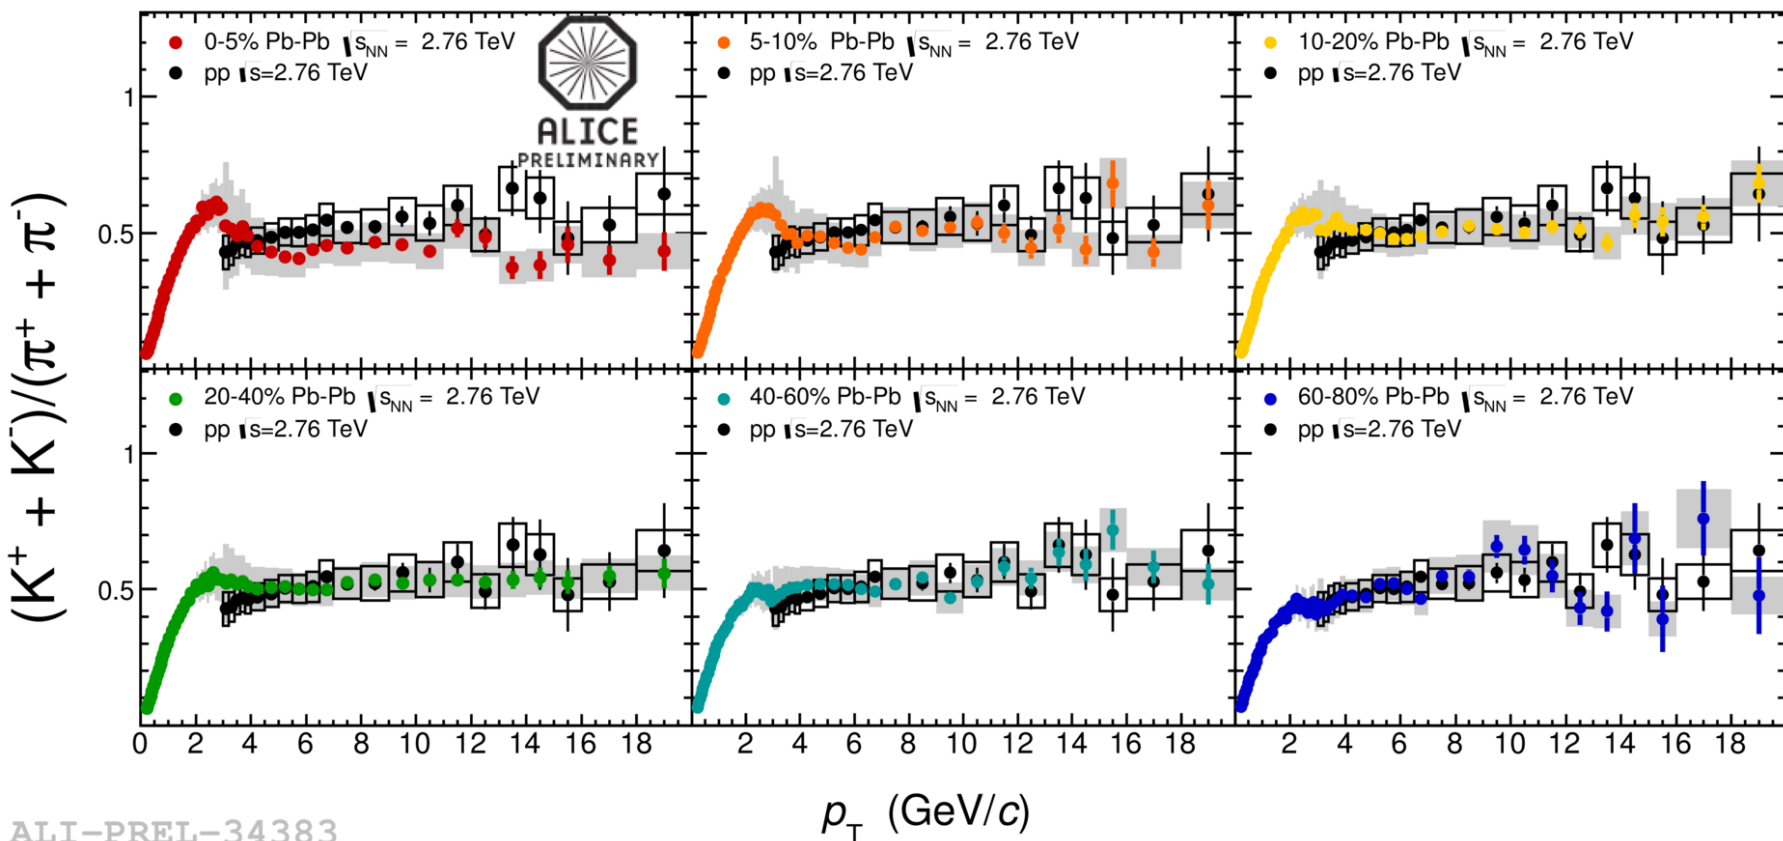 0-5% Pb-Pb √sNN = 2.76 TeV
pp √s=2.76 TeV
ALICE
PRELIMINARY
5-10% Pb-Pb √sNN = 2.76 TeV
pp √s=2.76 TeV
10-20% Pb-Pb √sNN = 2.76 TeV
pp √s=2.76 TeV
1
0.5
20-40% Pb-Pb √sNN = 2.76 TeV
pp √s=2.76 TeV
40-60% Pb-Pb √sNN = 2.76 TeV
pp √s=2.76 TeV
60-80% Pb-Pb √sNN = 2.76 TeV
pp √s=2.76 TeV
1
0.5
(K⁺ + K⁻)/(π⁺ + π⁻)
0 2 4 6 8 10 12 14 16 18
2 4 6 8 10 12 14 16 18
2 4 6 8 10 12 14 16 18
pT (GeV/c)
ALI-PREL-34383